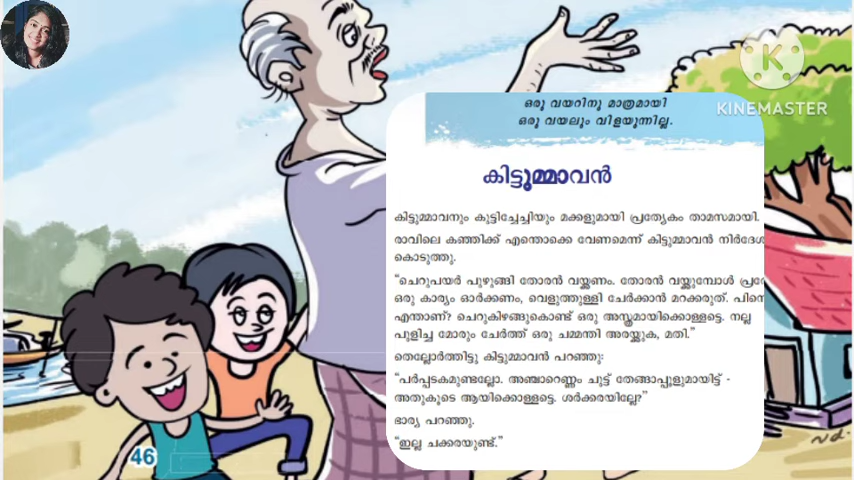 KINEMASTER
ഒരു വയറിനു മാത്രമായി
ഒരു വയലും വിളയുന്നില്ല.
കിട്ടുമ്മാവൻ
കിട്ടുമ്മാവനും കുട്ടിച്ചേച്ചിയും മക്കളുമായി പ്രത്യേകം താമസമായി.
രാവിലെ കഞ്ഞിക്ക് എന്തൊക്കെ വേണമെന്ന് കിട്ടുമ്മാവൻ
കൊടുത്തു.
“ചെറുപയർ പുഴുങ്ങി തോരൻ വയ്ക്കണം. തോരൻ വയ്ക്കുമ്പോൾ
ഒരു കാര്യം ഓർക്കണം, വെളുത്തുള്ളി ചേർക്കാൻ മറക്കരുത്.
എന്താണ്? ചെറുകിഴങ്ങുകൊണ്ട് ഒരു അസ്ത്രമായിക്കൊള്ളട്ടെ. നല്ല
പുളിച്ച മോരും ചേർത്ത് ഒരു ചമ്മന്തി അരയ്ക്കുക, മതി.”
തെല്ലോർത്തിട്ടു കിട്ടുമ്മാവൻ പറഞ്ഞു:
“പർപ്പടകമുണ്ടല്ലോ. അഞ്ചാറെണ്ണം ചുട്ട് തേങ്ങാപ്പൂളുമായിട്ട് -
അതുകൂടെ ആയിക്കൊള്ളട്ടെ. ശർക്കരയില്ലേ?”
ഭാര്യ പറഞ്ഞു.
“ഇല്ല ചക്കരയുണ്ട്.”
46